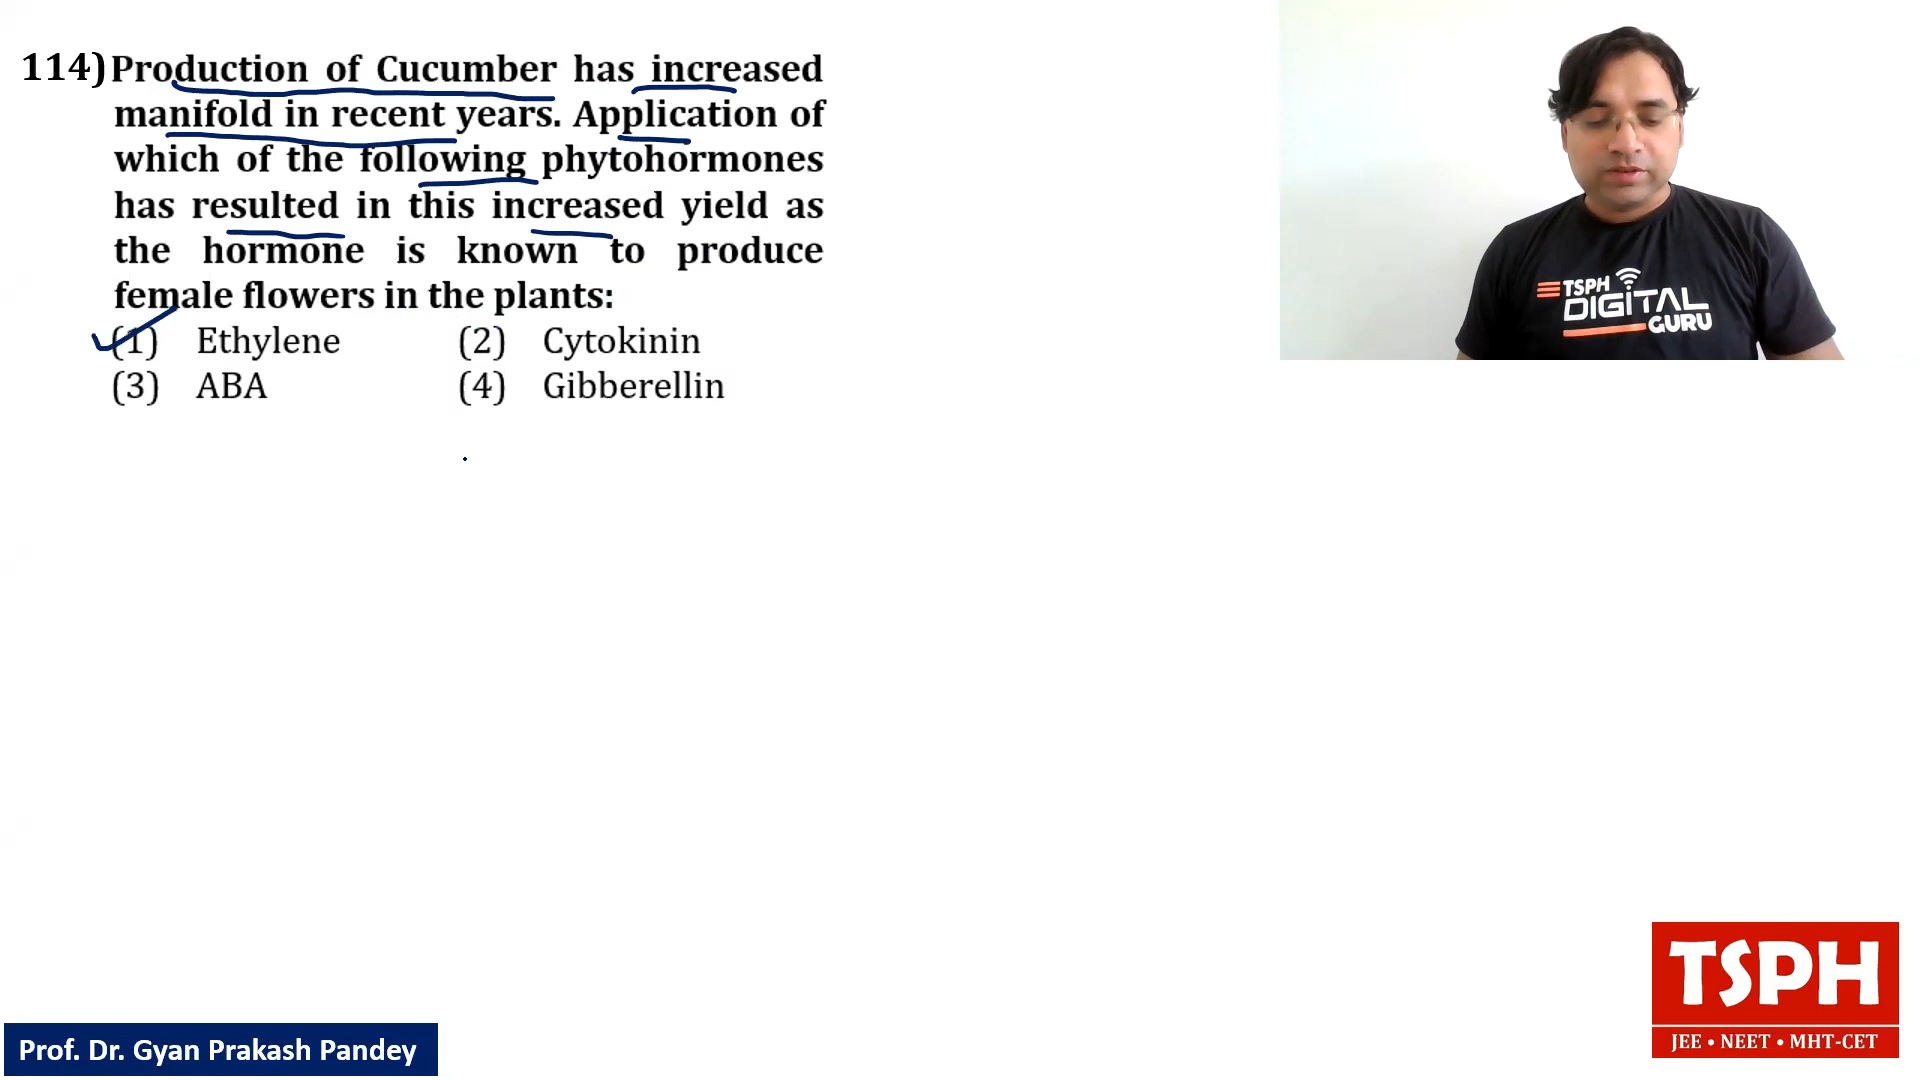 114) Production of Cucumber has increased
manifold in recent years. Application of
which of the following phytohormones
has resulted in this increased yield as
the hormone is known to produce
female flowers in the plants:
(1) Ethylene (2) Cytokinin
(3) ABA (4) Gibberellin
TSPH
DIGITAL
GURU
TSPH
JEE • NEET • MHT-CET
Prof. Dr. Gyan Prakash Pandey